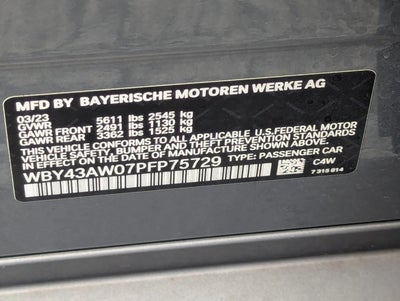 MFD BY BAYERISCHE MOTOREN WERKE AG
03/23 5611 lbs 2545 kg
GVWR
GAWR FRONT 2491 lbs 1130 kg
GAWR REAR 3362 lbs 1525 kg
THIS VEHICLE CONFORMS TO ALL APPLICABLE U.S.FEDERAL MOTOR
VEHICLE SAFETY, BUMPER AND THEFT PREVENTION STANDARDS
IN EFFECT ON THE DATE OF MANUFACTURE SHOWN ABOVE.
WBY43AW07PFP75729 TYPE: PASSENGER CAR
C4W
7 315 814